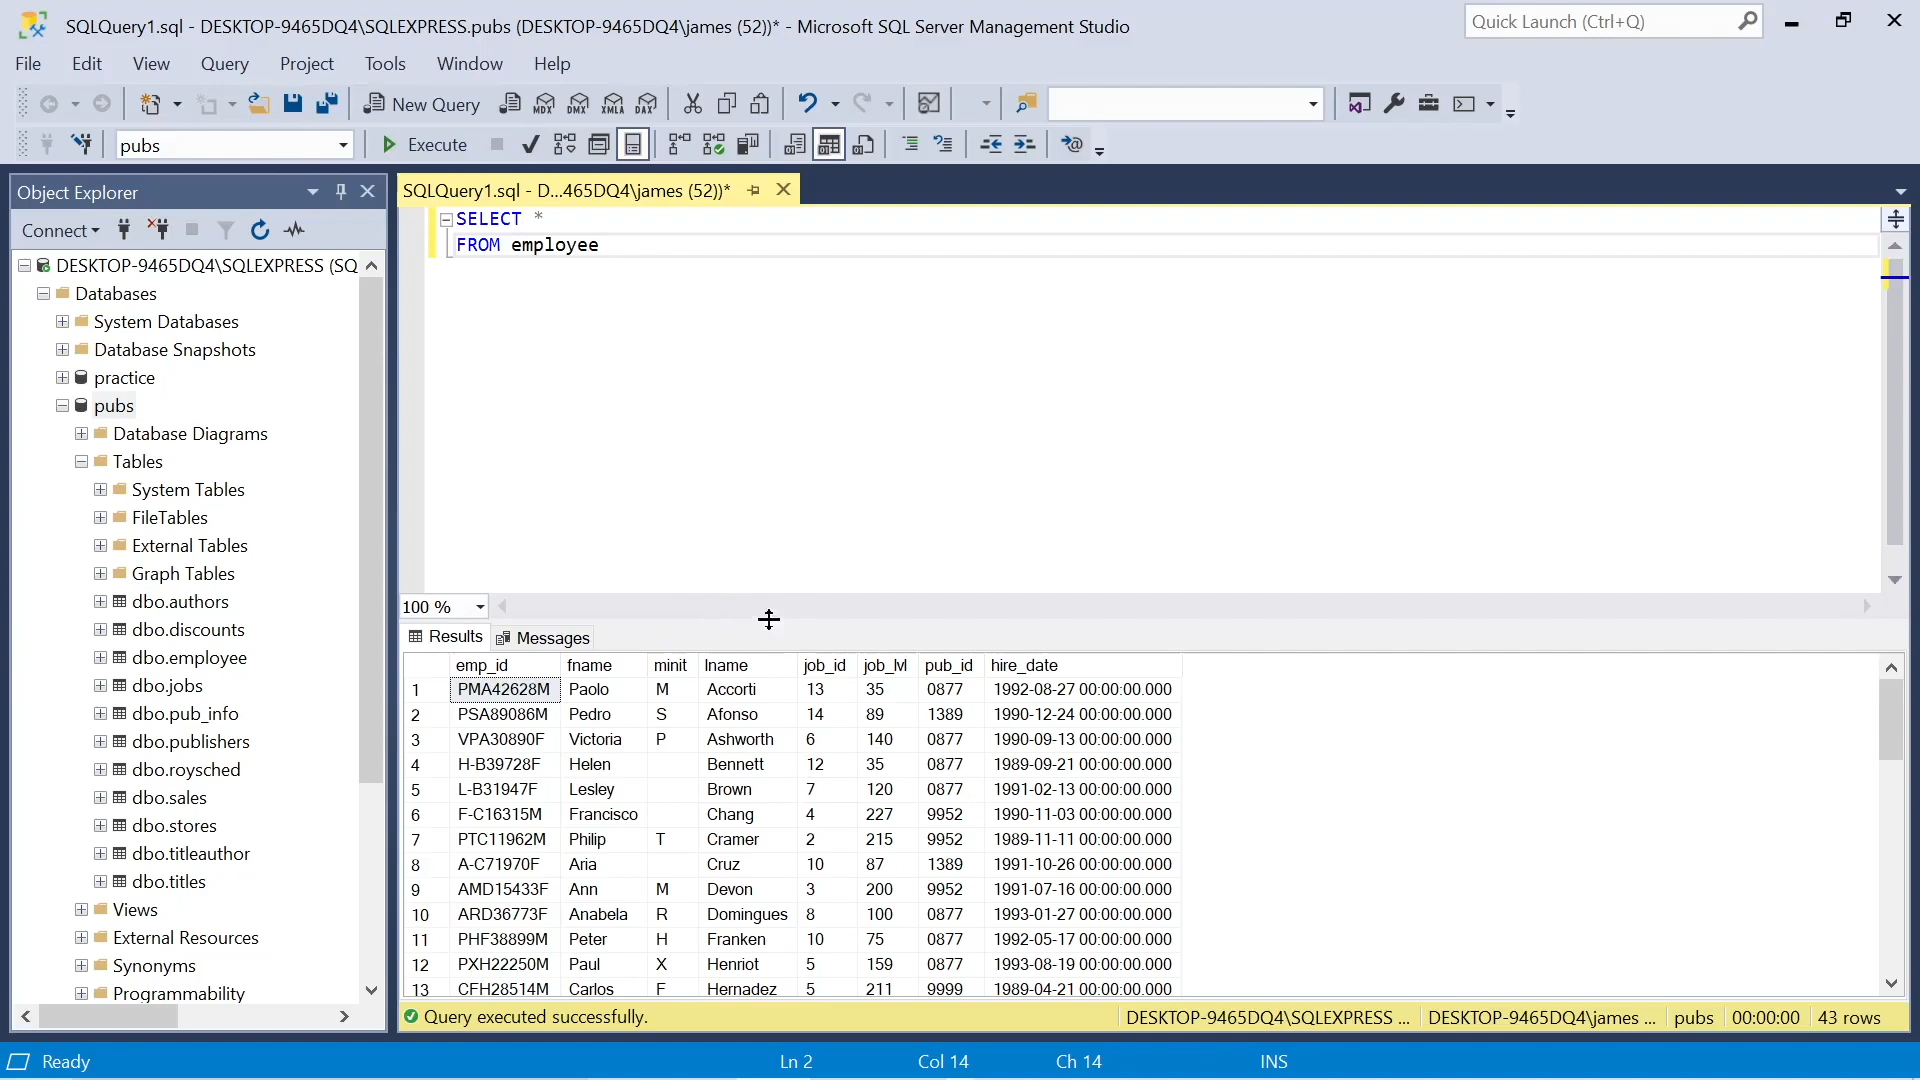 SQLQuery1.sql - DESKTOP-9465DQ4\SQLEXPRESS.pubs (DESKTOP-9465DQ4\james (52))* - Microsoft SQL Server Management Studio
Quick Launch (Ctrl+Q)
File Edit View Query Project Tools Window Help
New Query MDX DMX XMLA DAX
pubs Execute
Object Explorer
SQLQuery1.sql - D...465DQ4\james (52))*
Connect
SELECT *
FROM employee
DESKTOP-9465DQ4\SQLEXPRESS (SQ
Databases
System Databases
Database Snapshots
practice
pubs
Database Diagrams
Tables
System Tables
FileTables
External Tables
Graph Tables
dbo.authors
dbo.discounts
dbo.employee
dbo.jobs
dbo.pub_info
dbo.publishers
dbo.roysched
dbo.sales
dbo.stores
dbo.titleauthor
dbo.titles
Views
External Resources
Synonyms
Programmability
100 %
Results Messages
emp_id fname minit lname job_id job_lvl pub_id hire_date
1 PMA42628M Paolo M Accorti 13 35 0877 1992-08-27 00:00:00.000
2 PSA89086M Pedro S Afonso 14 89 1389 1990-12-24 00:00:00.000
3 VPA30890F Victoria P Ashworth 6 140 0877 1990-09-13 00:00:00.000
4 H-B39728F Helen Bennett 12 35 0877 1989-09-21 00:00:00.000
5 L-B31947F Lesley Brown 7 120 0877 1991-02-13 00:00:00.000
6 F-C16315M Francisco Chang 4 227 9952 1990-11-03 00:00:00.000
7 PTC11962M Philip T Cramer 2 215 9952 1989-11-11 00:00:00.000
8 A-C71970F Aria Cruz 10 87 1389 1991-10-26 00:00:00.000
9 AMD15433F Ann M Devon 3 200 9952 1991-07-16 00:00:00.000
10 ARD36773F Anabela R Domingues 8 100 0877 1993-01-27 00:00:00.000
11 PHF38899M Peter H Franken 10 75 0877 1992-05-17 00:00:00.000
12 PXH22250M Paul X Henriot 5 159 0877 1993-08-19 00:00:00.000
13 CFH28514M Carlos F Hernadez 5 211 9999 1989-04-21 00:00:00.000
Query executed successfully. DESKTOP-9465DQ4\SQLEXPRESS ... DESKTOP-9465DQ4\james ... pubs 00:00:00 43 rows
Ready Ln 2 Col 14 Ch 14 INS